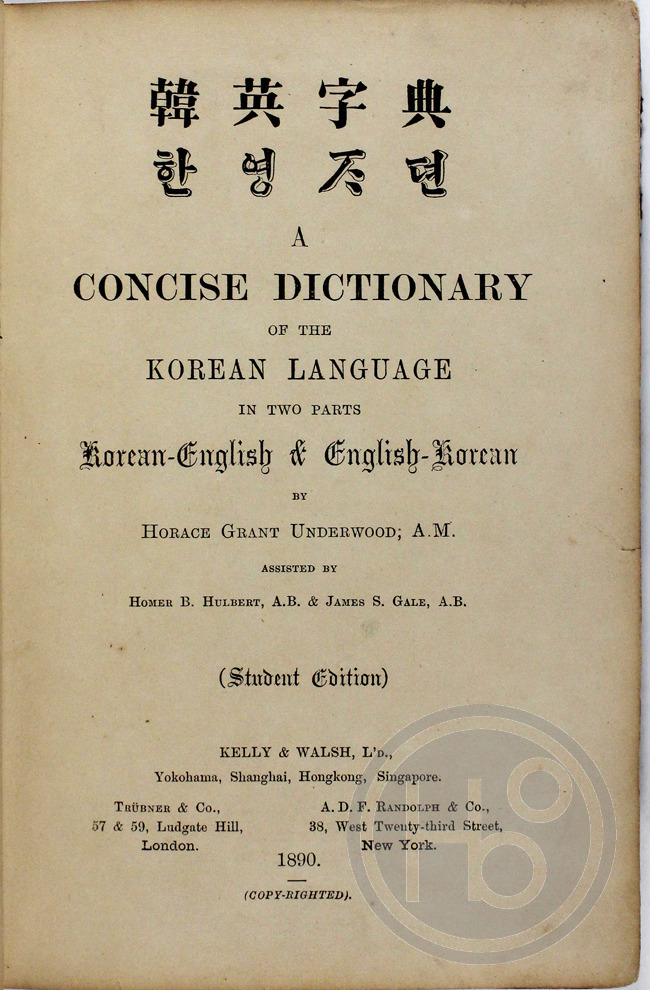 韓英字典
한영ᄌᆞ뎐
A
CONCISE DICTIONARY
OF THE
KOREAN LANGUAGE
IN TWO PARTS
Korean-English & English-Korean
BY
HORACE GRANT UNDERWOOD; A.M.
ASSISTED BY
HOMER B. HULBERT, A.B. & JAMES S. GALE, A.B.
(Student Edition)
KELLY & WALSH, L'D.,
Yokohama, Shanghai, Hongkong, Singapore.
TRÜBNER & Co.,
57 & 59, Ludgate Hill,
London.
A. D. F. RANDOLPH & Co.,
38, West Twenty-third Street,
New York.
1890.
(COPY-RIGHTED).
HoBo